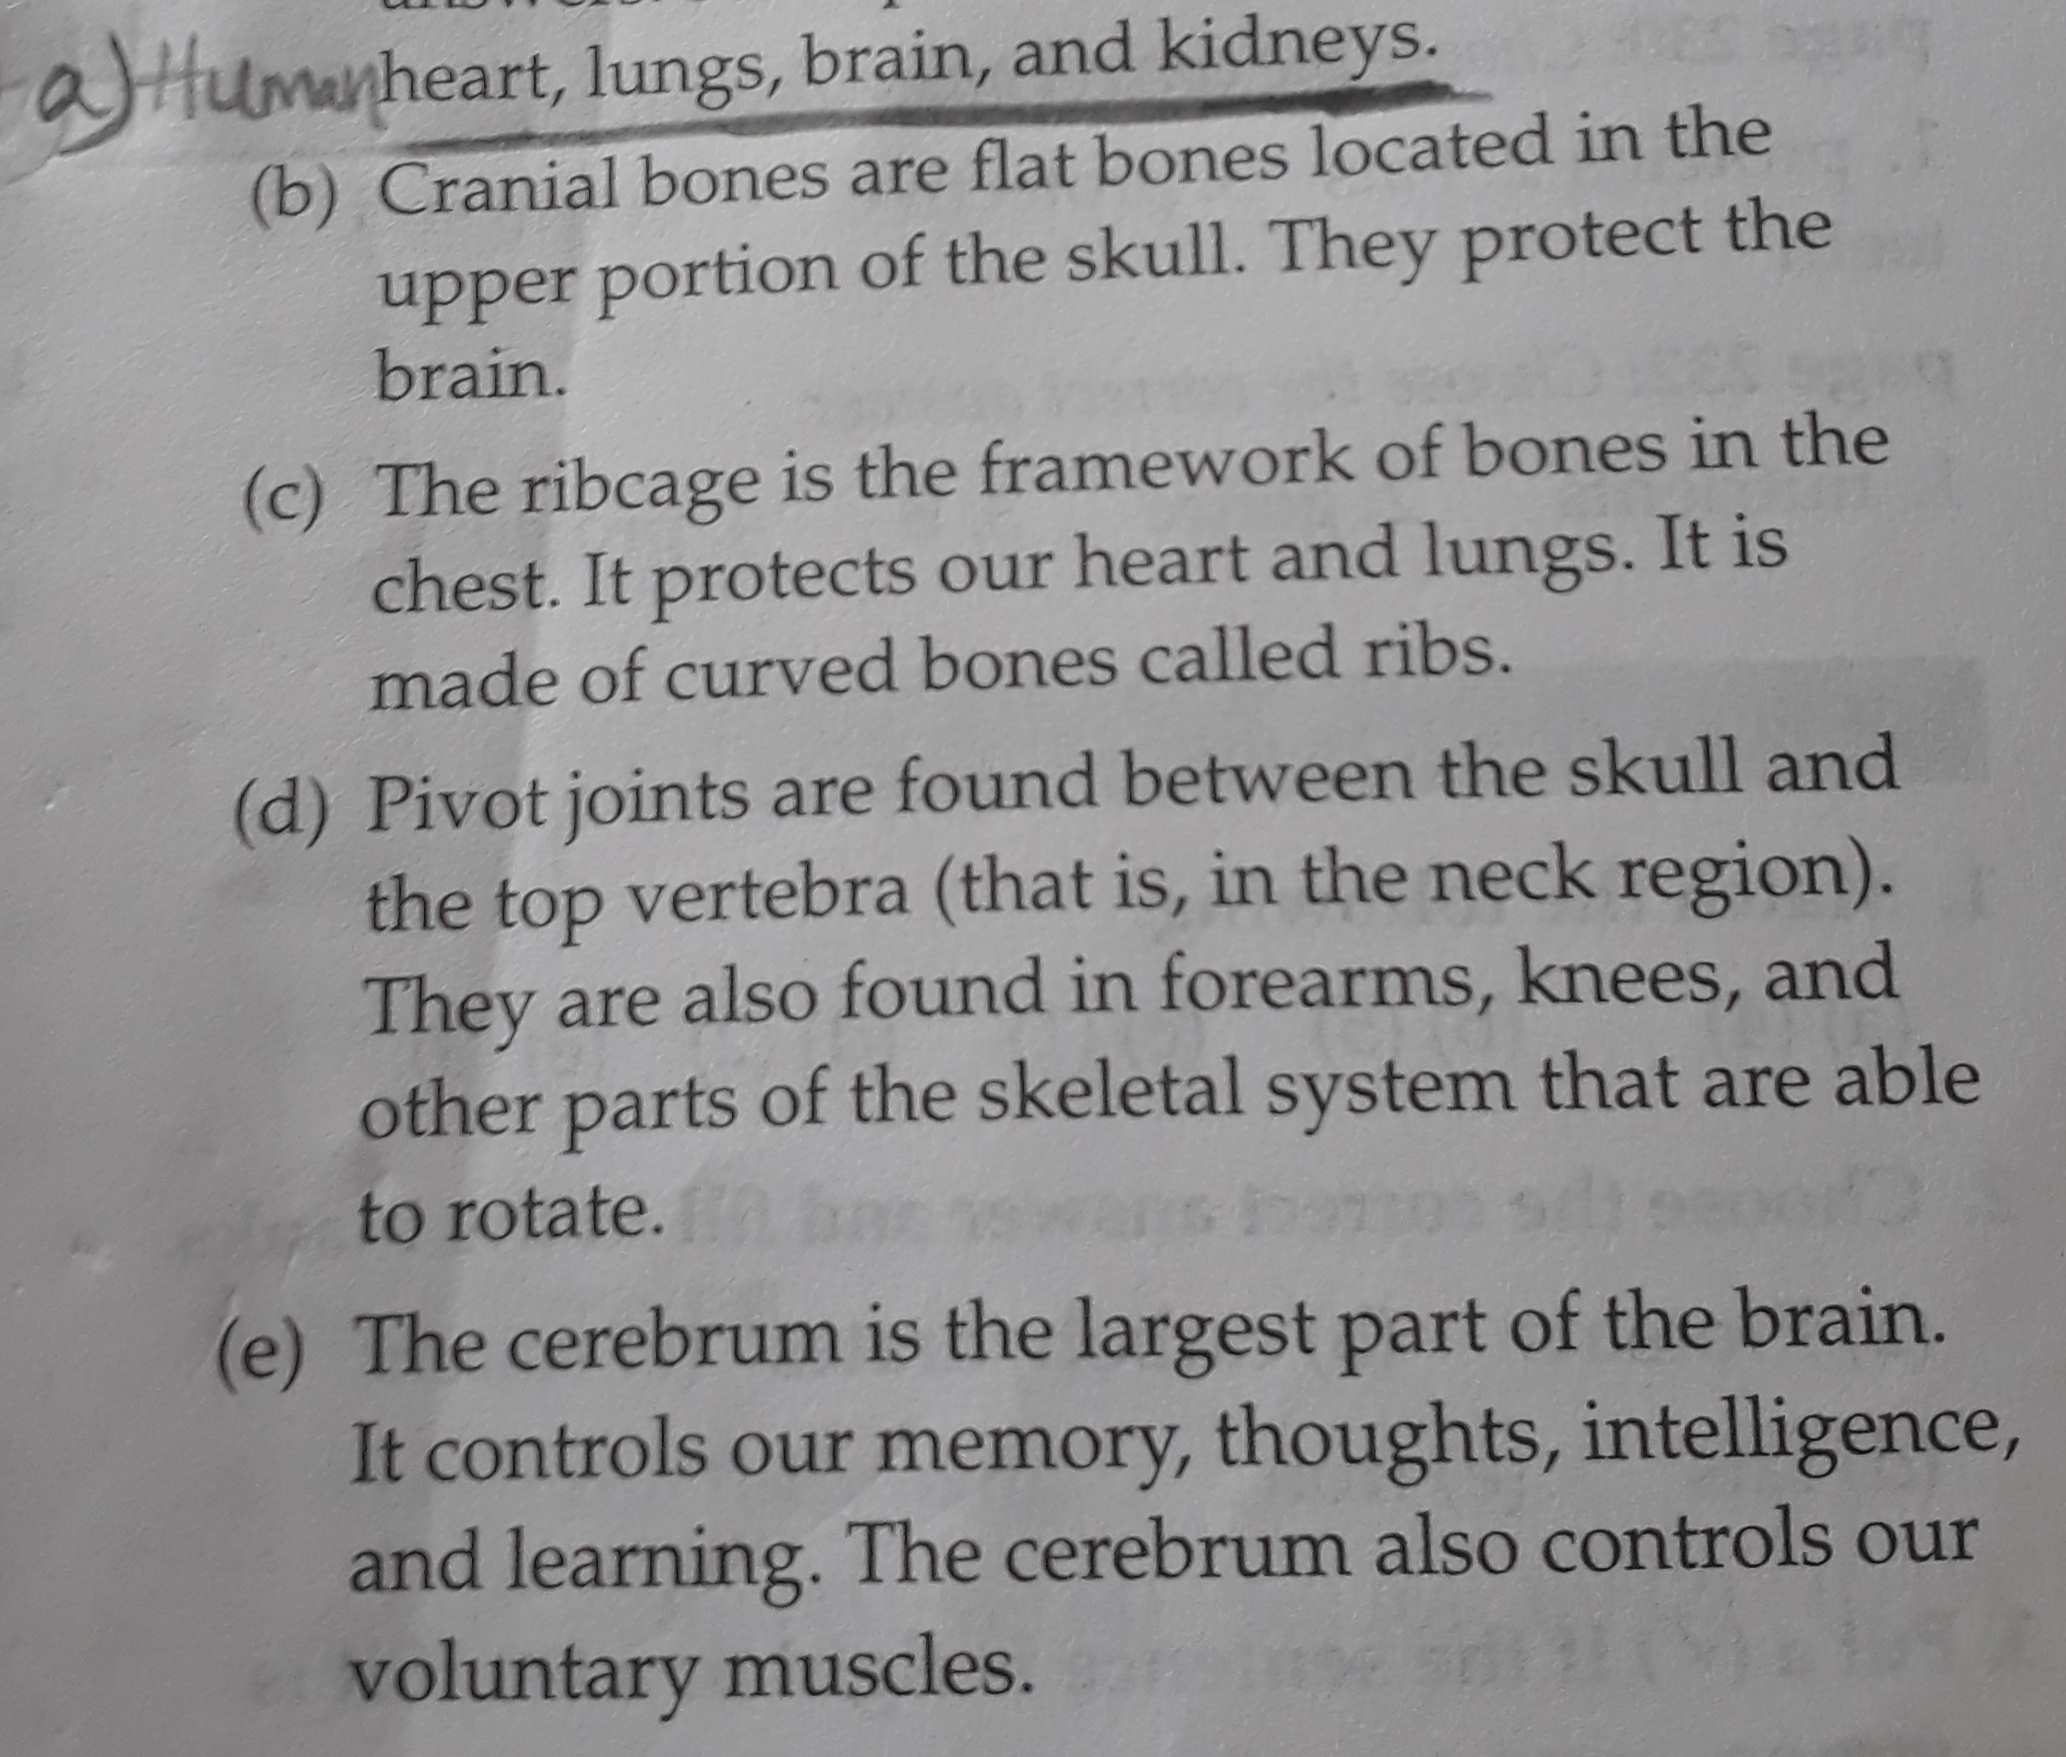 a) Human heart, lungs, brain, and kidneys.
(b) Cranial bones are flat bones located in the
upper portion of the skull. They protect the
brain.
(c) The ribcage is the framework of bones in the
chest. It protects our heart and lungs. It is
made of curved bones called ribs.
(d) Pivot joints are found between the skull and
the top vertebra (that is, in the neck region).
They are also found in forearms, knees, and
other parts of the skeletal system that are able
to rotate.
(e) The cerebrum is the largest part of the brain.
It controls our memory, thoughts, intelligence,
and learning. The cerebrum also controls our
voluntary muscles.